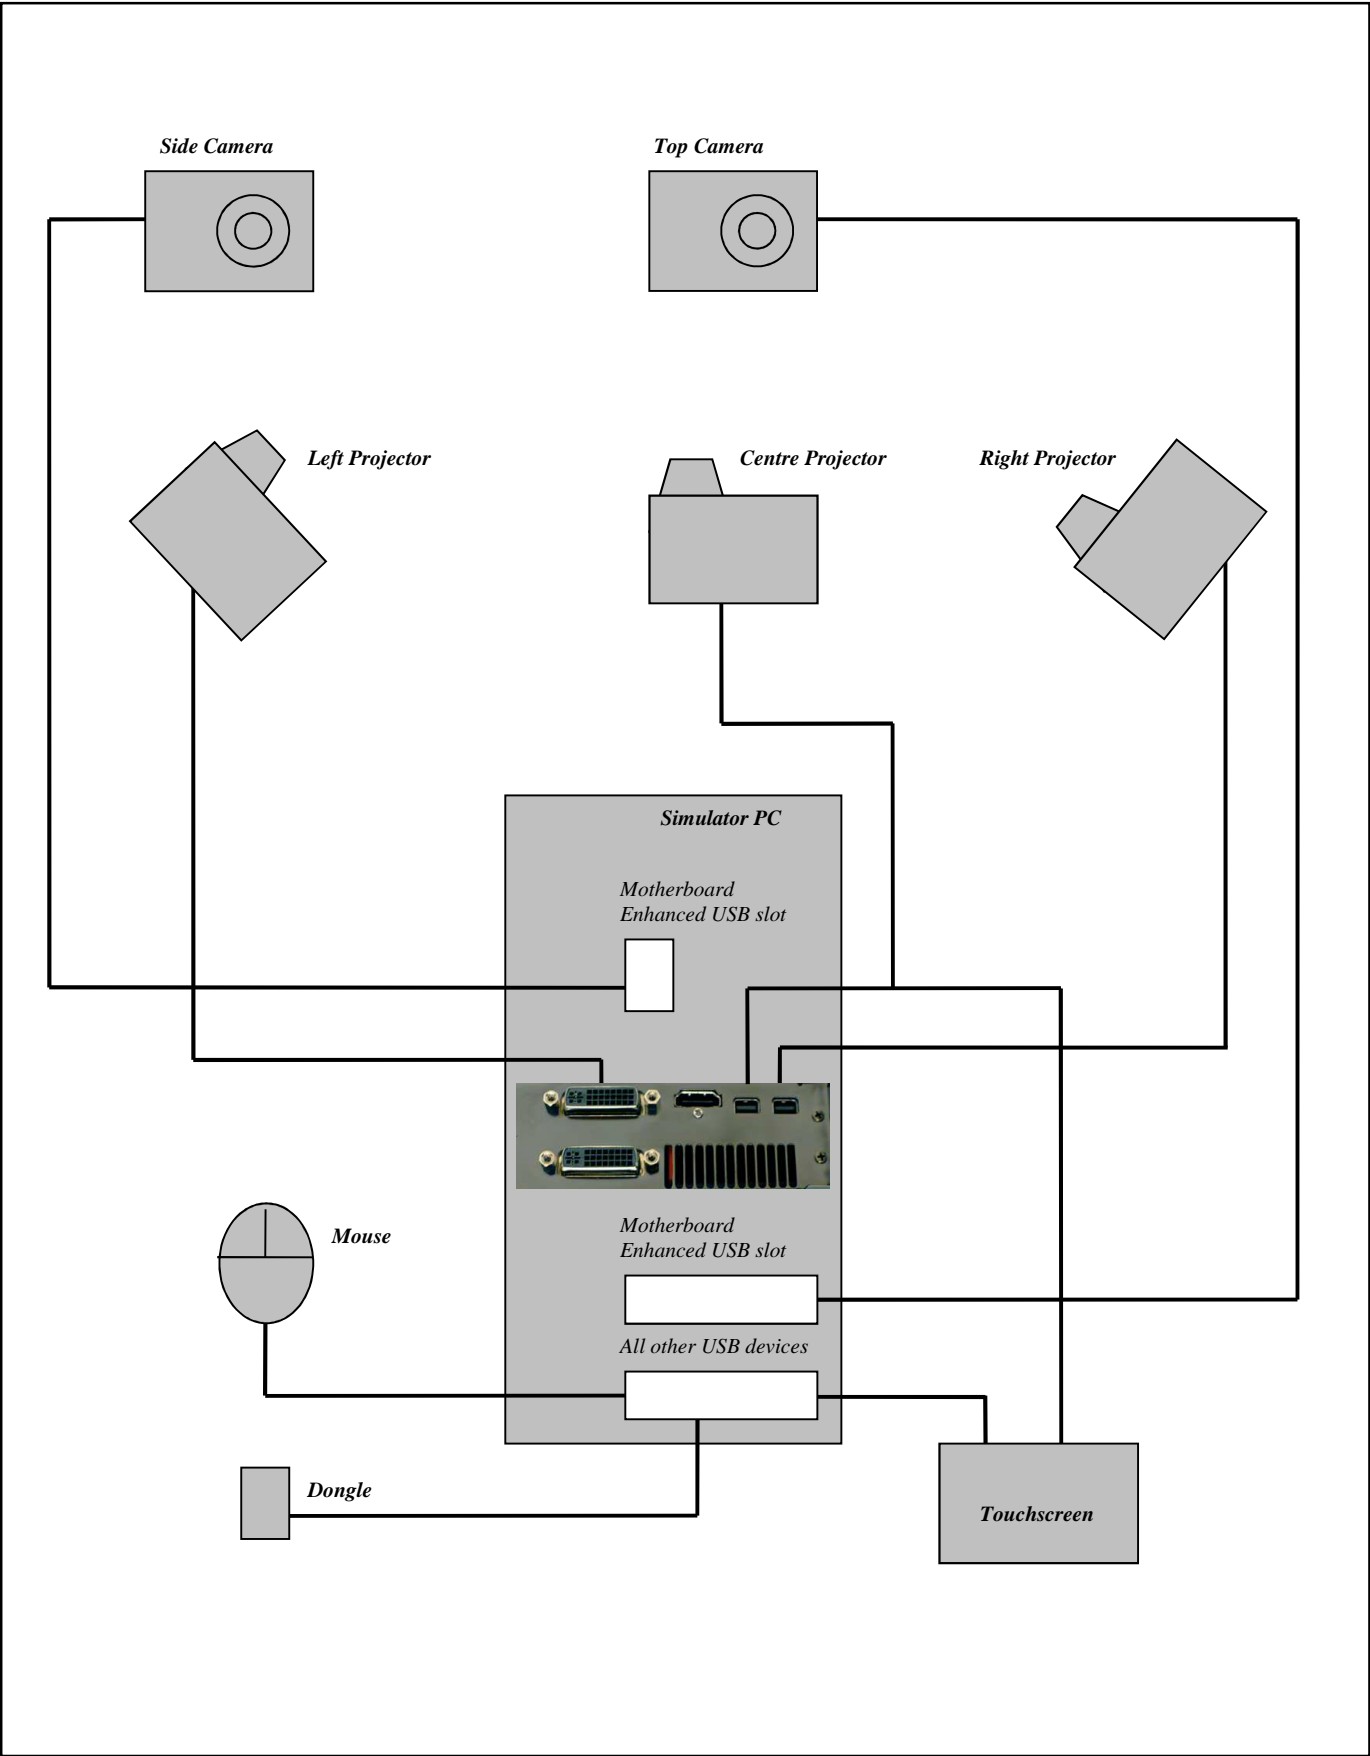 Side Camera
Top Camera
Left Projector
Centre Projector
Right Projector
Simulator PC
Motherboard
Enhanced USB slot
Motherboard
Enhanced USB slot
Mouse
All other USB devices
Dongle
Touchscreen